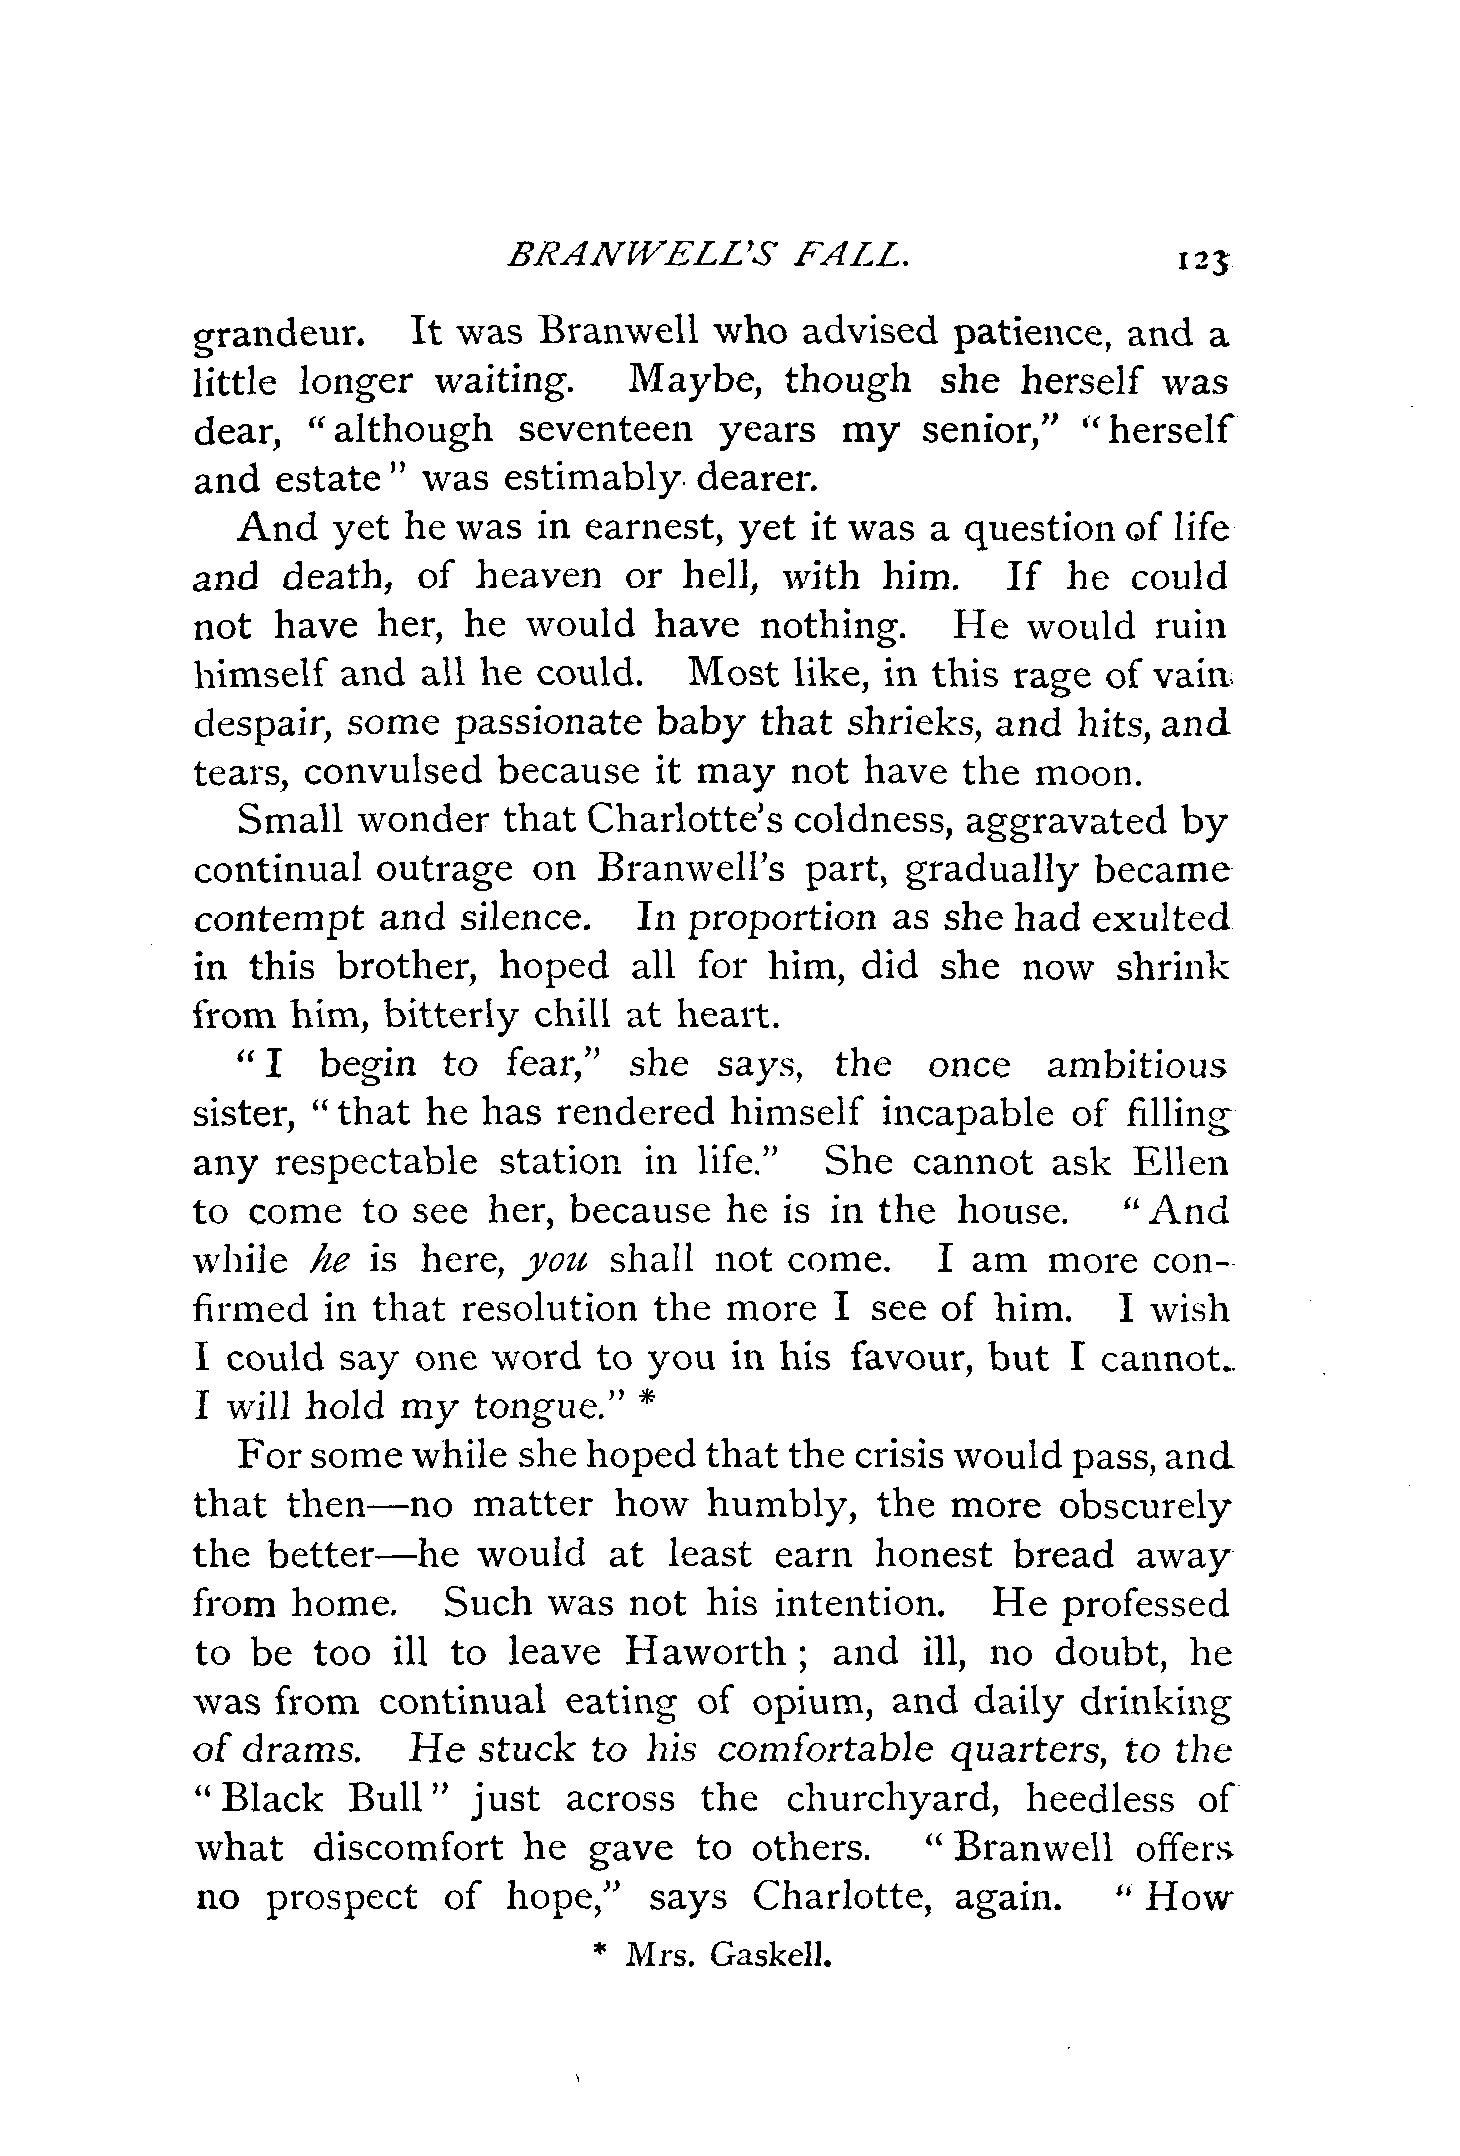 BRANWELL'S FALL. 123
grandeur. It was Branwell who advised patience, and a
little longer waiting. Maybe, though she herself was
dear, "although seventeen years my senior," "herself
and estate" was estimably dearer.
And yet he was in earnest, yet it was a question of life
and death, of heaven or hell, with him. If he could
not have her, he would have nothing. He would ruin
himself and all he could. Most like, in this rage of vain
despair, some passionate baby that shrieks, and hits, and
tears, convulsed because it may not have the moon.
Small wonder that Charlotte's coldness, aggravated by
continual outrage on Branwell's part, gradually became
contempt and silence. In proportion as she had exulted
in this brother, hoped all for him, did she now shrink
from him, bitterly chill at heart.
"I begin to fear," she says, the once ambitious
sister, "that he has rendered himself incapable of filling
any respectable station in life." She cannot ask Ellen
to come to see her, because he is in the house. "And
while he is here, you shall not come. I am more con-
firmed in that resolution the more I see of him. I wish
I could say one word to you in his favour, but I cannot.
I will hold my tongue." *
For some while she hoped that the crisis would pass, and
that then—no matter how humbly, the more obscurely
the better—he would at least earn honest bread away
from home. Such was not his intention. He professed
to be too ill to leave Haworth; and ill, no doubt, he
was from continual eating of opium, and daily drinking
of drams. He stuck to his comfortable quarters, to the
"Black Bull" just across the churchyard, heedless of
what discomfort he gave to others. "Branwell offers
no prospect of hope," says Charlotte, again. "How
* Mrs. Gaskell.